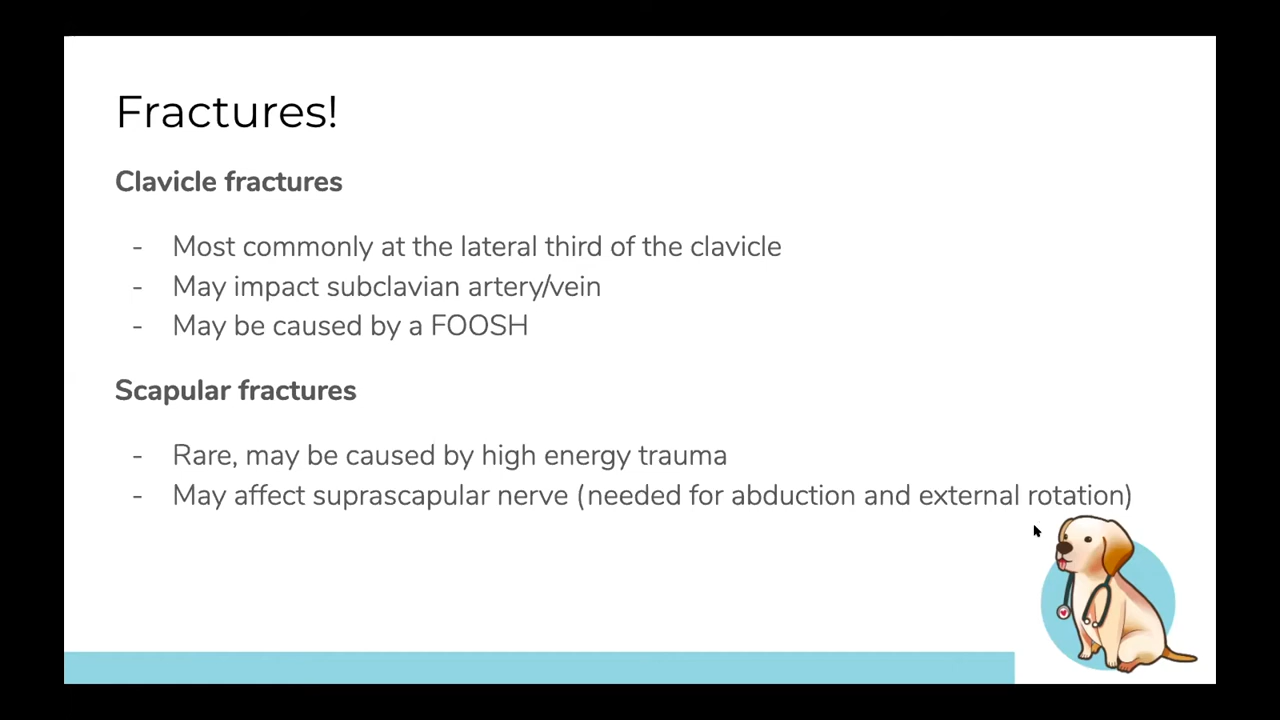 Fractures!
Clavicle fractures
- Most commonly at the lateral third of the clavicle
- May impact subclavian artery/vein
- May be caused by a FOOSH
Scapular fractures
- Rare, may be caused by high energy trauma
- May affect suprascapular nerve (needed for abduction and external rotation)